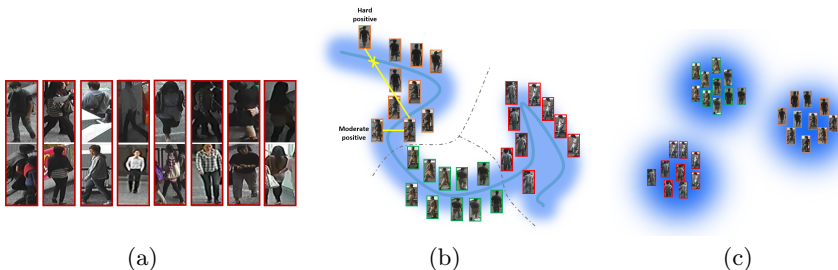 Hard
positive
Moderate
positive
(a)
(b)
(c)